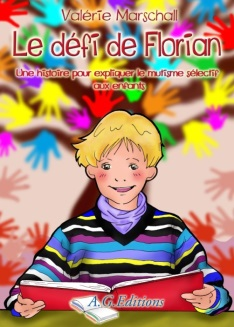 Valérie Marschall
Le défi de Florian
Une histoire pour expliquer le mutisme sélectif
aux enfants
A.G Editions